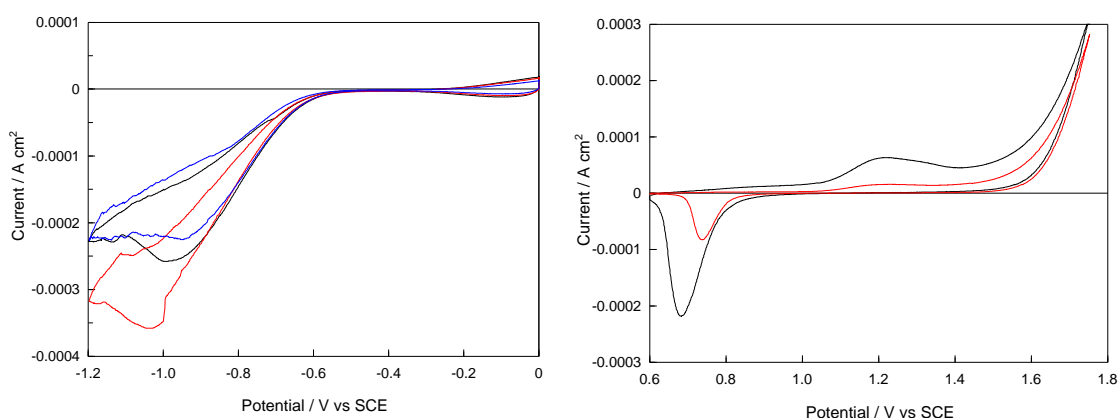 0.0001
0
-0.0001
-0.0002
-0.0003
-0.0004
Current / A cm²
-1.2 -1.0 -0.8 -0.6 -0.4 -0.2 0
Potential / V vs SCE
0.0003
0.0002
0.0001
0
-0.0001
-0.0002
-0.0003
Current / A cm²
0.6 0.8 1.0 1.2 1.4 1.6 1.8
Potential / V vs SCE